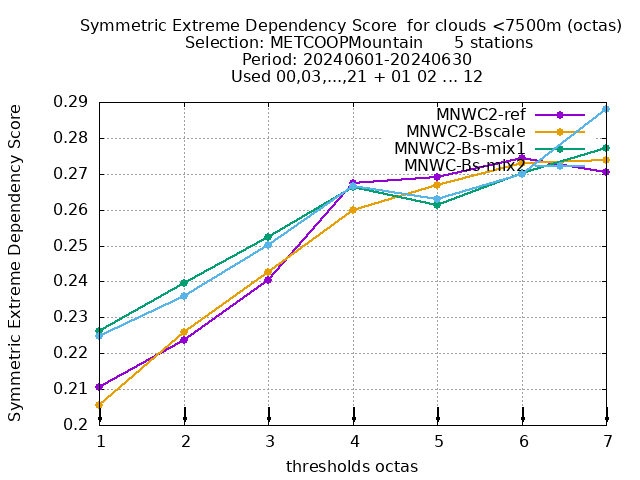 Symmetric Extreme Dependency Score for clouds <7500m (octas)
Selection: METCOOPMountain 5 stations
Period: 20240601-20240630
Used 00,03,...,21 + 01 02 ... 12
Symmetric Extreme Dependency Score
0.29
0.28
0.27
0.26
0.25
0.24
0.23
0.22
0.21
0.2
MNWC2-ref
MNWC2-Bscale
MNWC2-Bs-mix1
MNWC-Bs-mix2
1 2 3 4 5 6 7
thresholds octas